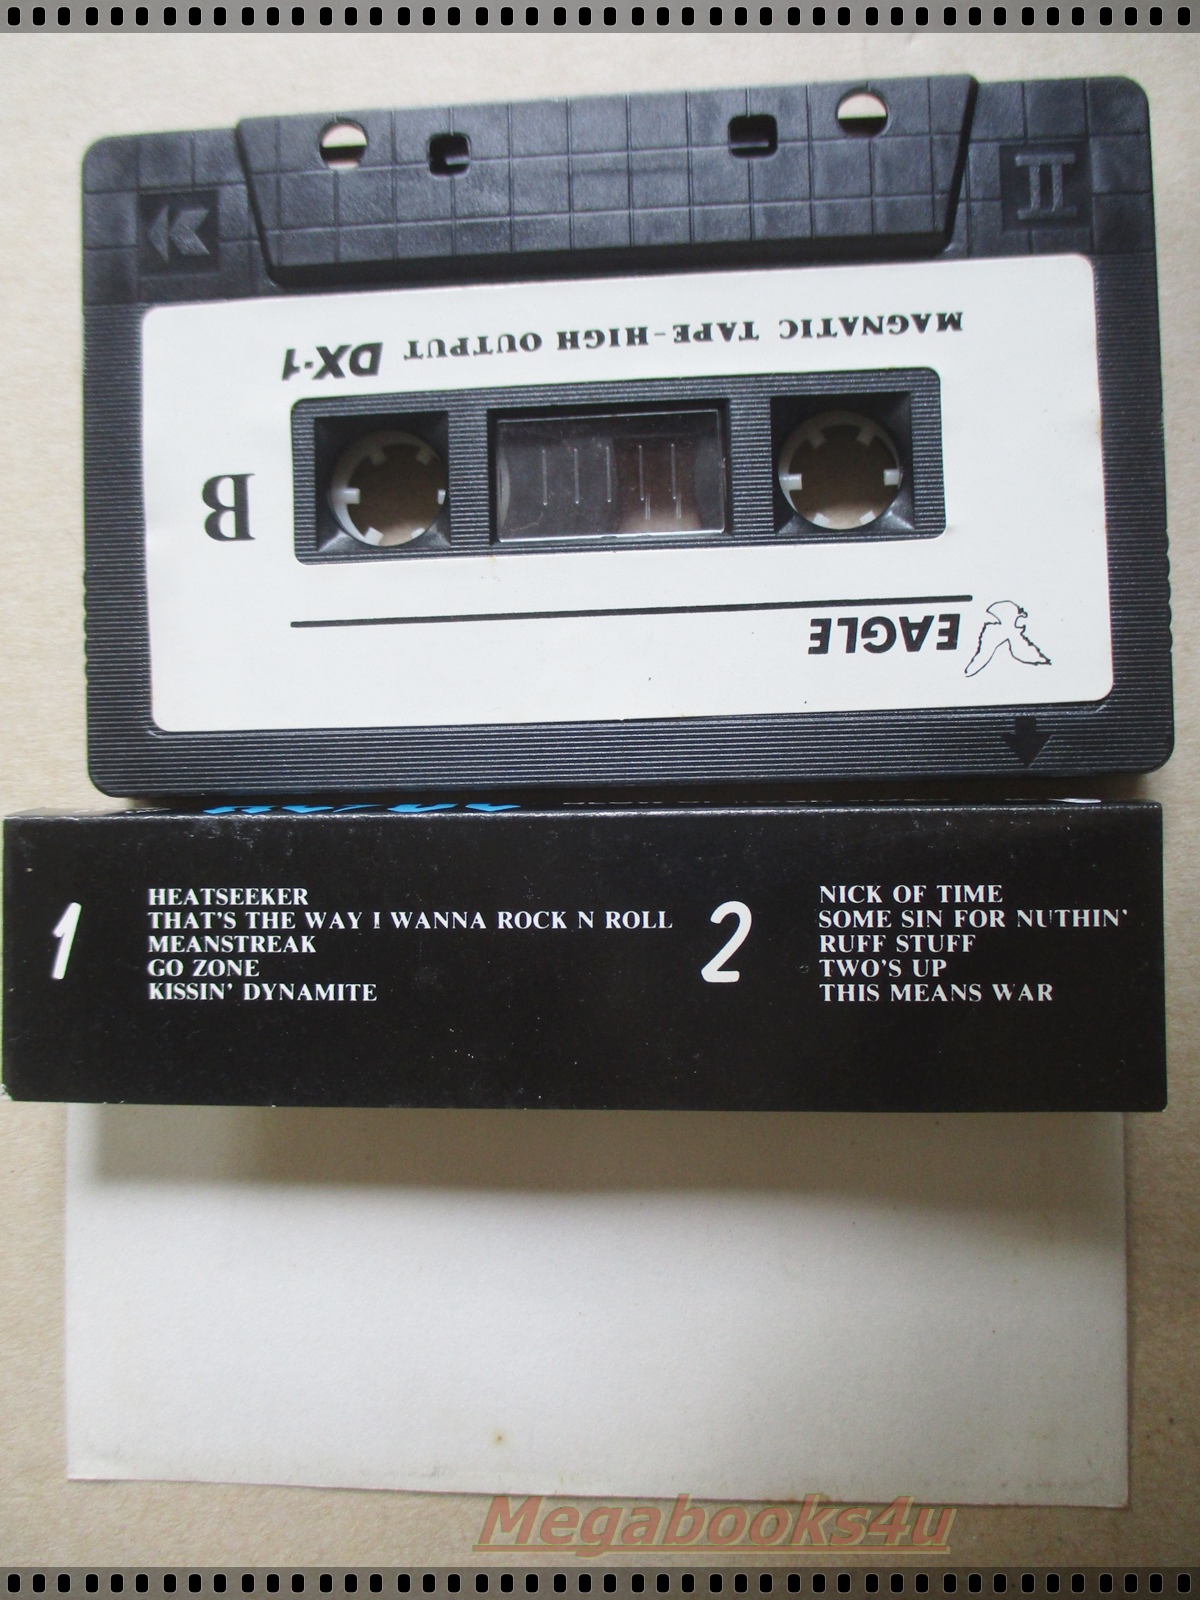 II
MAGNATIC TAPE-HIGH OUTPUT DX·1
B
EAGLE
1
HEATSEEKER
THAT'S THE WAY I WANNA ROCK N ROLL
MEANSTREAK
GO ZONE
KISSIN' DYNAMITE
2
NICK OF TIME
SOME SIN FOR NUTHIN'
RUFF STUFF
TWO'S UP
THIS MEANS WAR
Megabooks4u